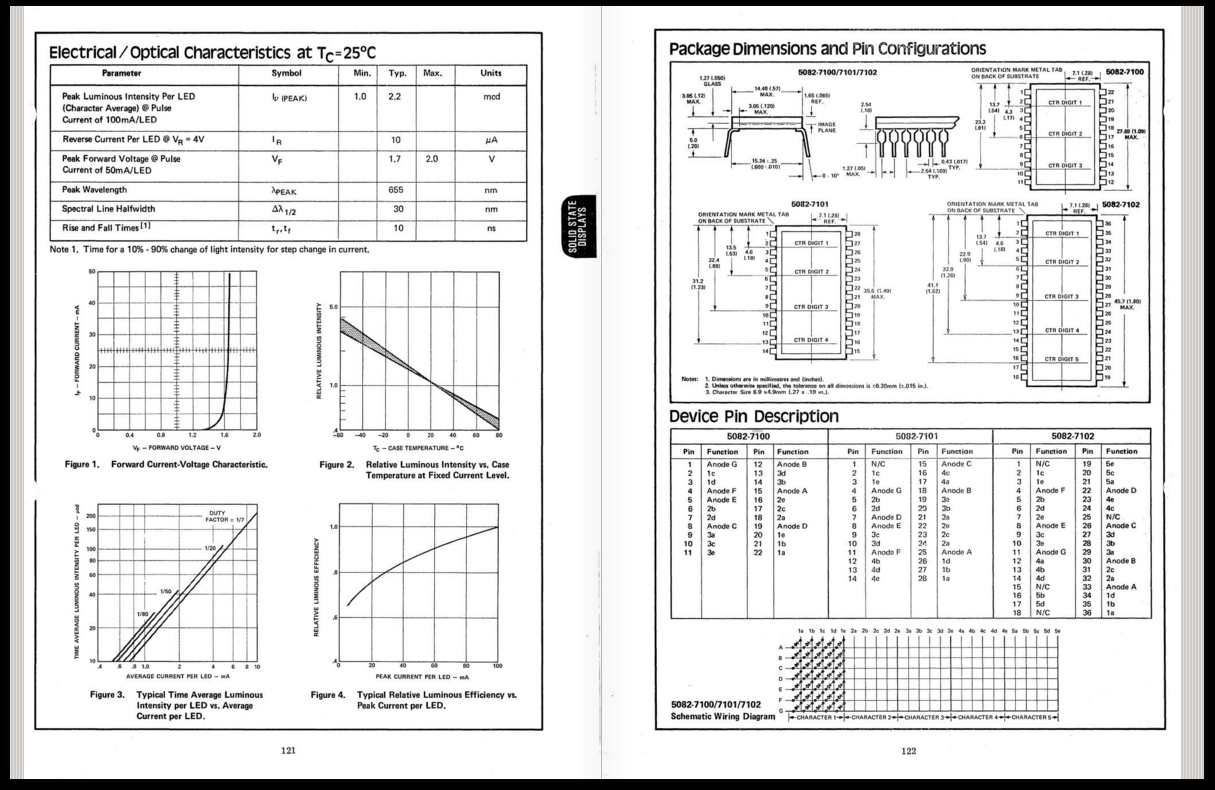 Electrical/Optical Characteristics at TC=25°C
Parameter Symbol Min. Typ. Max. Units
Peak Luminous Intensity Per LED
(Character Average) @ Pulse
Current of 100mA/LED
Iν (PEAK) 1.0 2.2 mcd
Reverse Current Per LED @ VR = 4V IR 10 μA
Peak Forward Voltage @ Pulse
Current of 50mA/LED
VF 1.7 2.0 V
Peak Wavelength λPEAK 655 nm
Spectral Line Halfwidth Δλ1/2 30 nm
Rise and Fall Times [1] tr,tf 10 ns
Note 1. Time for a 10% - 90% change of light intensity for step change in current.
IF – FORWARD CURRENT – mA
50
40
30
20
10
0
0 0.4 0.8 1.2 1.6 2.0
VF – FORWARD VOLTAGE – V
Figure 1. Forward Current-Voltage Characteristic.
RELATIVE LUMINOUS INTENSITY
5.0
1.0
.4
-60 -40 -20 0 20 40 60 80
TC – CASE TEMPERATURE – °C
Figure 2. Relative Luminous Intensity vs. Case
Temperature at Fixed Current Level.
TIME AVERAGE LUMINOUS INTENSITY PER LED – μcd
200
150
100
80
60
40
20
10
DUTY
FACTOR = 1/7
1/20
1/50
1/80
.4 .6 .8 1.0 2 4 6 8 10
AVERAGE CURRENT PER LED – mA
Figure 3. Typical Time Average Luminous
Intensity per LED vs. Average
Current per LED.
RELATIVE LUMINOUS EFFICIENCY
1.0
.8
.6
.4
0 20 40 60 80 100
PEAK CURRENT PER LED – mA
Figure 4. Typical Relative Luminous Efficiency vs.
Peak Current per LED.
121
SOLID STATE
DISPLAYS
Package Dimensions and Pin Configurations
5082-7100/7101/7102
1.27 (.050)
GLASS
3.05 (.12)
MAX.
14.48 (.57)
MAX.
3.05 (.120)
MAX.
1.65 (.065)
REF.
IMAGE
PLANE
5.0
(.20)
15.24 ±.25
(.600 ±.010)
0 - 10°
2.54
(.10)
1.27 (.05)
MAX.
2.54 (.100)
TYP.
0.43 (.017)
TYP.
ORIENTATION MARK METAL TAB
ON BACK OF SUBSTRATE
7.1 (.28)
REF.
5082-7100
CTR DIGIT 1
CTR DIGIT 2
CTR DIGIT 3
13.7
(.54)
4.3
(.17)
23.2
(.91)
27.69 (1.09)
MAX.
5082-7101
ORIENTATION MARK METAL TAB
ON BACK OF SUBSTRATE
7.1 (.28)
REF.
CTR DIGIT 1
CTR DIGIT 2
CTR DIGIT 3
CTR DIGIT 4
13.5
(.53)
4.6
(.18)
22.4
(.88)
31.2
(1.23)
35.6 (1.40)
MAX.
ORIENTATION MARK METAL TAB
ON BACK OF SUBSTRATE
7.1 (.28)
REF.
5082-7102
CTR DIGIT 1
CTR DIGIT 3
CTR DIGIT 4
CTR DIGIT 5
13.7
(.54)
4.6
(.18)
22.9
(.90)
32.0
(1.26)
41.1
(1.62)
45.7 (1.80)
MAX.
Notes: 1. Dimensions are in millimetres and (inches).
2. Unless otherwise specified, the tolerance on all dimensions is ±0.38mm (±.015 in.).
3. Character Size 6.9 x4.9mm (.27 x .19 in.).
Device Pin Description
5082-7100 5082-7101 5082-7102
Pin Function Pin Function Pin Function Pin Function Pin Function Pin Function
1 Anode G 12 Anode B 1 N/C 15 Anode C 1 N/C 19 5e
2 1c 13 3d 2 1c 16 4c 2 1c 20 5c
3 1d 14 3b 3 1e 17 4a 3 1e 21 5a
4 Anode F 15 Anode A 4 Anode G 18 Anode B 4 Anode F 22 Anode D
5 Anode E 16 2e 5 2b 19 3e 5 2b 23 4e
6 2b 17 2c 6 2d 20 3b 6 2d 24 4c
7 2d 18 2a 7 Anode D 21 3a 7 2e 25 N/C
8 Anode C 19 Anode D 8 Anode E 22 2e 8 Anode E 26 Anode C
9 3a 20 1e 9 3c 23 2c 9 3c 27 3d
10 3c 21 1b 10 3d 24 2a 10 3e 28 3b
11 3e 22 1a 11 Anode F 25 Anode A 11 Anode G 29 3a
12 4b 26 1d 12 4a 30 Anode B
13 4d 27 1b 13 4b 31 2c
14 4e 28 1a 14 4d 32 2a
15 N/C 33 Anode A
16 5b 34 1d
17 5d 35 1b
18 N/C 36 1a
1a 1b 1c 1d 1e 2a 2b 2c 2d 2e 3a 3b 3c 3d 3e 4a 4b 4c 4d 4e 5a 5b 5c 5d 5e
A
B
C
D
E
F
G
5082-7100/7101/7102
Schematic Wiring Diagram
CHARACTER 1 CHARACTER 2 CHARACTER 3 CHARACTER 4 CHARACTER 5
122